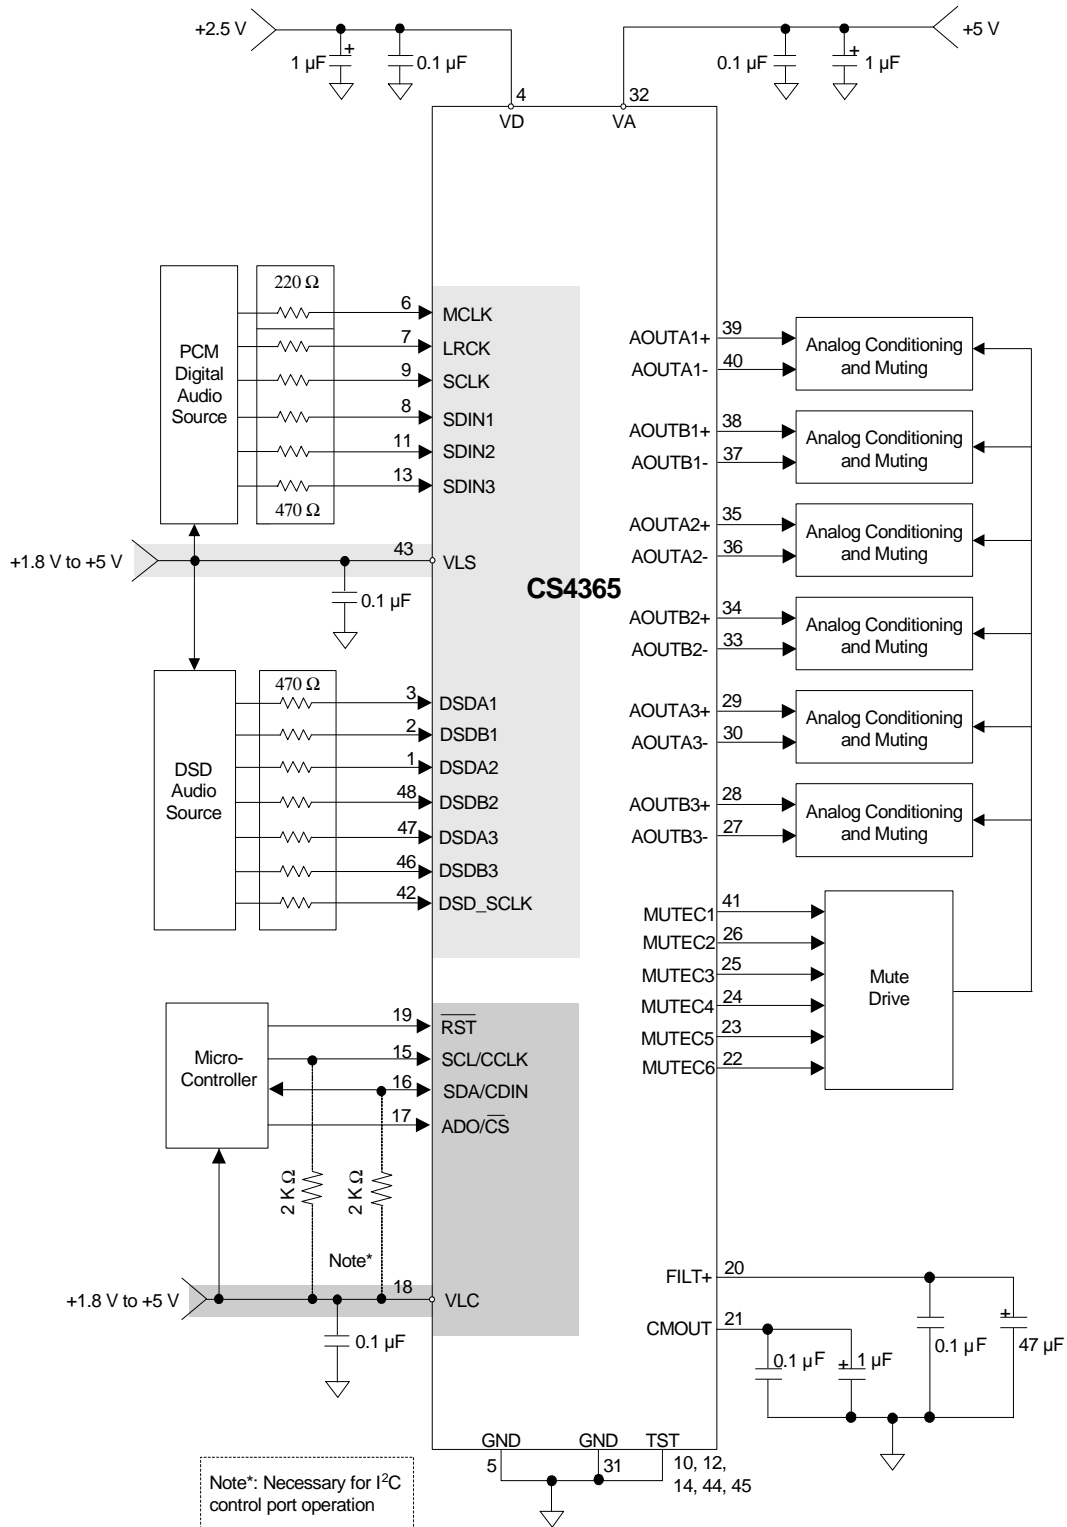 +2.5 V
+5 V
1 µF
+
0.1 µF
0.1 µF
+
1 µF
4
32
VD
VA
220 Ω
PCM
Digital
Audio
Source
470 Ω
6
MCLK
7
LRCK
9
SCLK
8
SDIN1
11
SDIN2
13
SDIN3
+1.8 V to +5 V
43
VLS
0.1 µF
CS4365
470 Ω
DSD
Audio
Source
3
DSDA1
2
DSDB1
1
DSDA2
48
DSDB2
47
DSDA3
46
DSDB3
42
DSD_SCLK
Micro-
Controller
19
RST
15
SCL/CCLK
16
SDA/CDIN
17
ADO/CS
2 K Ω
2 K Ω
Note*
+1.8 V to +5 V
18
VLC
0.1 µF
AOUTA1+
39
AOUTA1-
40
Analog Conditioning
and Muting
AOUTB1+
38
AOUTB1-
37
Analog Conditioning
and Muting
AOUTA2+
35
AOUTA2-
36
Analog Conditioning
and Muting
AOUTB2+
34
AOUTB2-
33
Analog Conditioning
and Muting
AOUTA3+
29
AOUTA3-
30
Analog Conditioning
and Muting
AOUTB3+
28
AOUTB3-
27
Analog Conditioning
and Muting
MUTEC1
41
MUTEC2
26
MUTEC3
25
MUTEC4
24
MUTEC5
23
MUTEC6
22
Mute
Drive
FILT+
20
CMOUT
21
0.1 µF
+
1 µF
0.1 µF
+
47 µF
GND
GND
TST
5
31
10, 12,
14, 44, 45
Note*: Necessary for I²C
control port operation